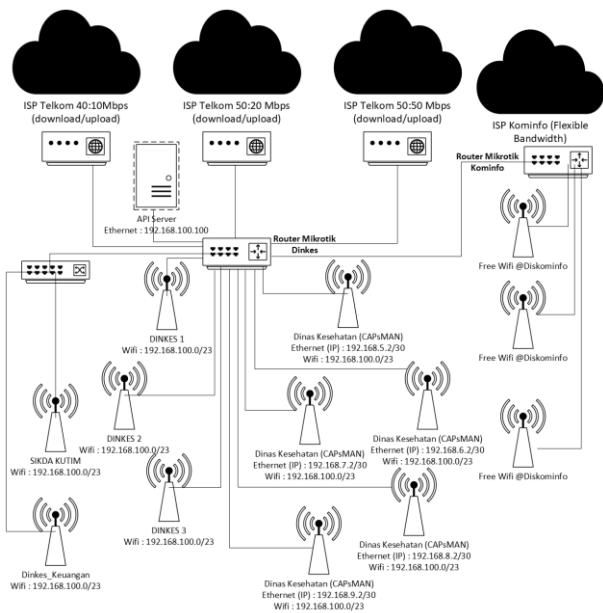 ISP Telkom 40:10Mbps
(download/upload)
ISP Telkom 50:20 Mbps
(download/upload)
ISP Telkom 50:50 Mbps
(download/upload)
ISP Kominfo (Flexible
Bandwidth)
Router Mikrotik
Kominfo
API Server
Ethernet : 192.168.100.100
Router Mikrotik
Dinkes
Free Wifi @Diskominfo
DINKES 1
Wifi : 192.168.100.0/23
Dinas Kesehatan (CAPsMAN)
Ethernet (IP) : 192.168.5.2/30
Wifi : 192.168.100.0/23
Free Wifi @Diskominfo
SIKDA KUTIM
Wifi : 192.168.100.0/23
DINKES 2
Wifi : 192.168.100.0/23
Dinas Kesehatan (CAPsMAN)
Ethernet (IP) : 192.168.7.2/30
Wifi : 192.168.100.0/23
Dinas Kesehatan (CAPsMAN)
Ethernet (IP) : 192.168.6.2/30
Wifi : 192.168.100.0/23
Free Wifi @Diskominfo
DINKES 3
Wifi : 192.168.100.0/23
Dinas Kesehatan (CAPsMAN)
Ethernet (IP) : 192.168.8.2/30
Wifi : 192.168.100.0/23
Dinkes_Keuangan
Wifi : 192.168.100.0/23
Dinas Kesehatan (CAPsMAN)
Ethernet (IP) : 192.168.9.2/30
Wifi : 192.168.100.0/23